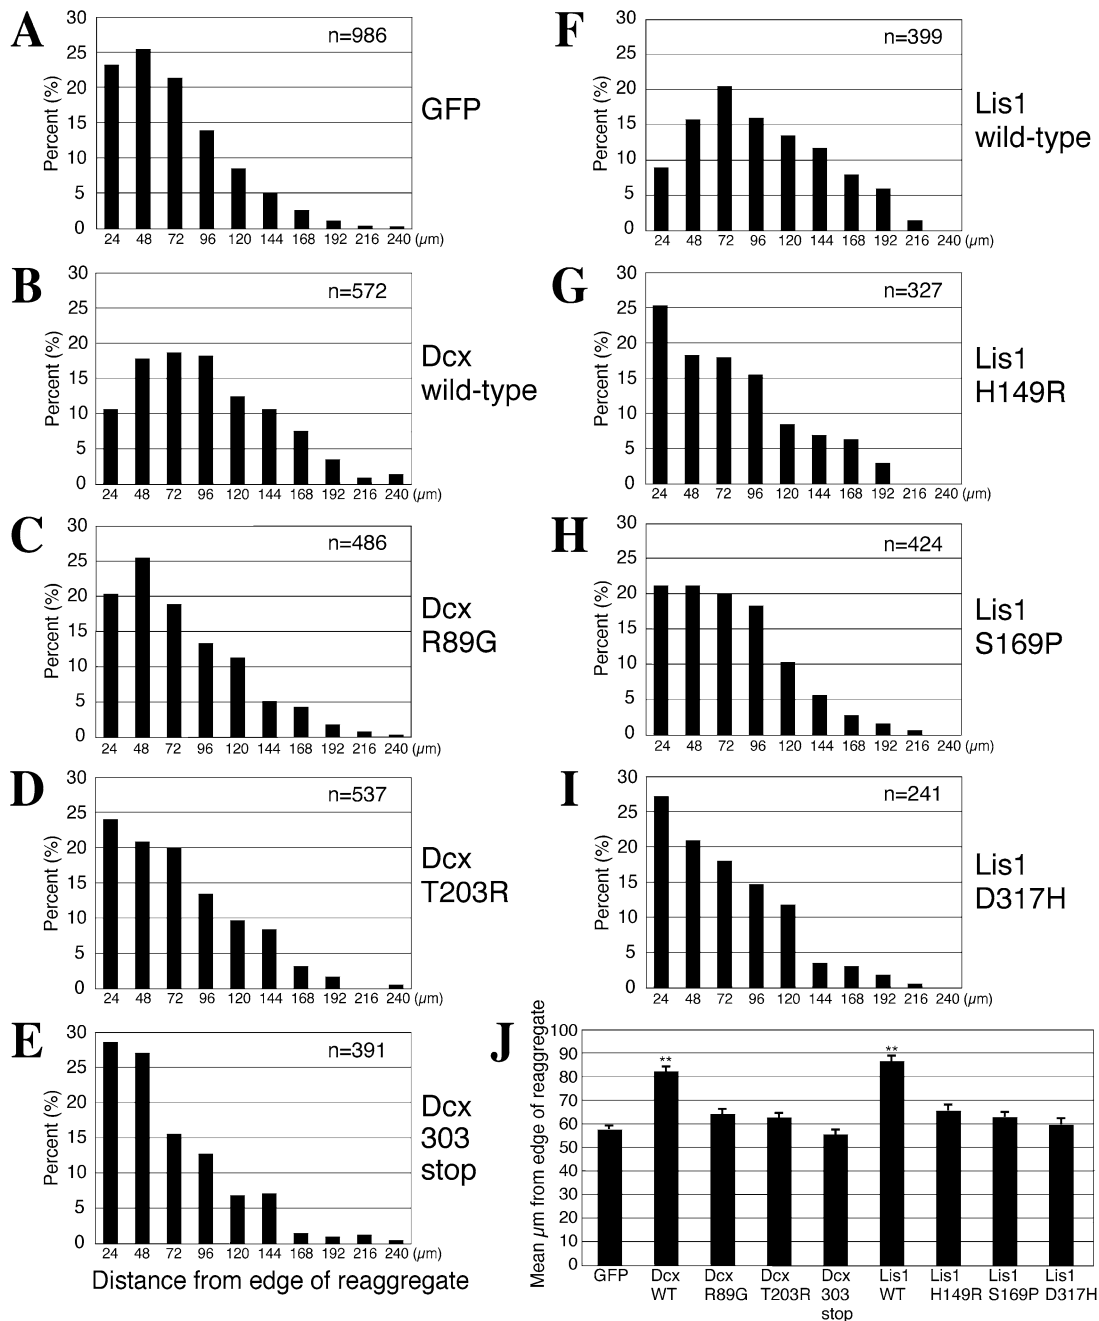 A
30
25
20
15
10
5
0
Percent (%)
n=986
GFP
24 48 72 96 120 144 168 192 216 240 (µm)
B
30
25
20
15
10
5
0
Percent (%)
n=572
Dcx
wild-type
24 48 72 96 120 144 168 192 216 240 (µm)
C
30
25
20
15
10
5
0
Percent (%)
n=486
Dcx
R89G
24 48 72 96 120 144 168 192 216 240 (µm)
D
30
25
20
15
10
5
0
Percent (%)
n=537
Dcx
T203R
24 48 72 96 120 144 168 192 216 240 (µm)
E
30
25
20
15
10
5
0
Percent (%)
n=391
Dcx
303
stop
24 48 72 96 120 144 168 192 216 240 (µm)
Distance from edge of reaggregate
F
30
25
20
15
10
5
0
Percent (%)
n=399
Lis1
wild-type
24 48 72 96 120 144 168 192 216 240 (µm)
G
30
25
20
15
10
5
0
Percent (%)
n=327
Lis1
H149R
24 48 72 96 120 144 168 192 216 240 (µm)
H
30
25
20
15
10
5
0
Percent (%)
n=424
Lis1
S169P
24 48 72 96 120 144 168 192 216 240 (µm)
I
30
25
20
15
10
5
0
Percent (%)
n=241
Lis1
D317H
24 48 72 96 120 144 168 192 216 240 (µm)
J
Mean µm from edge of reaggregate
100
90
80
70
60
50
40
30
20
10
0
** **
GFP Dcx Dcx Dcx Dcx Lis1 Lis1 Lis1 Lis1
WT R89G T203R 303 WT H149R S169P D317H
stop